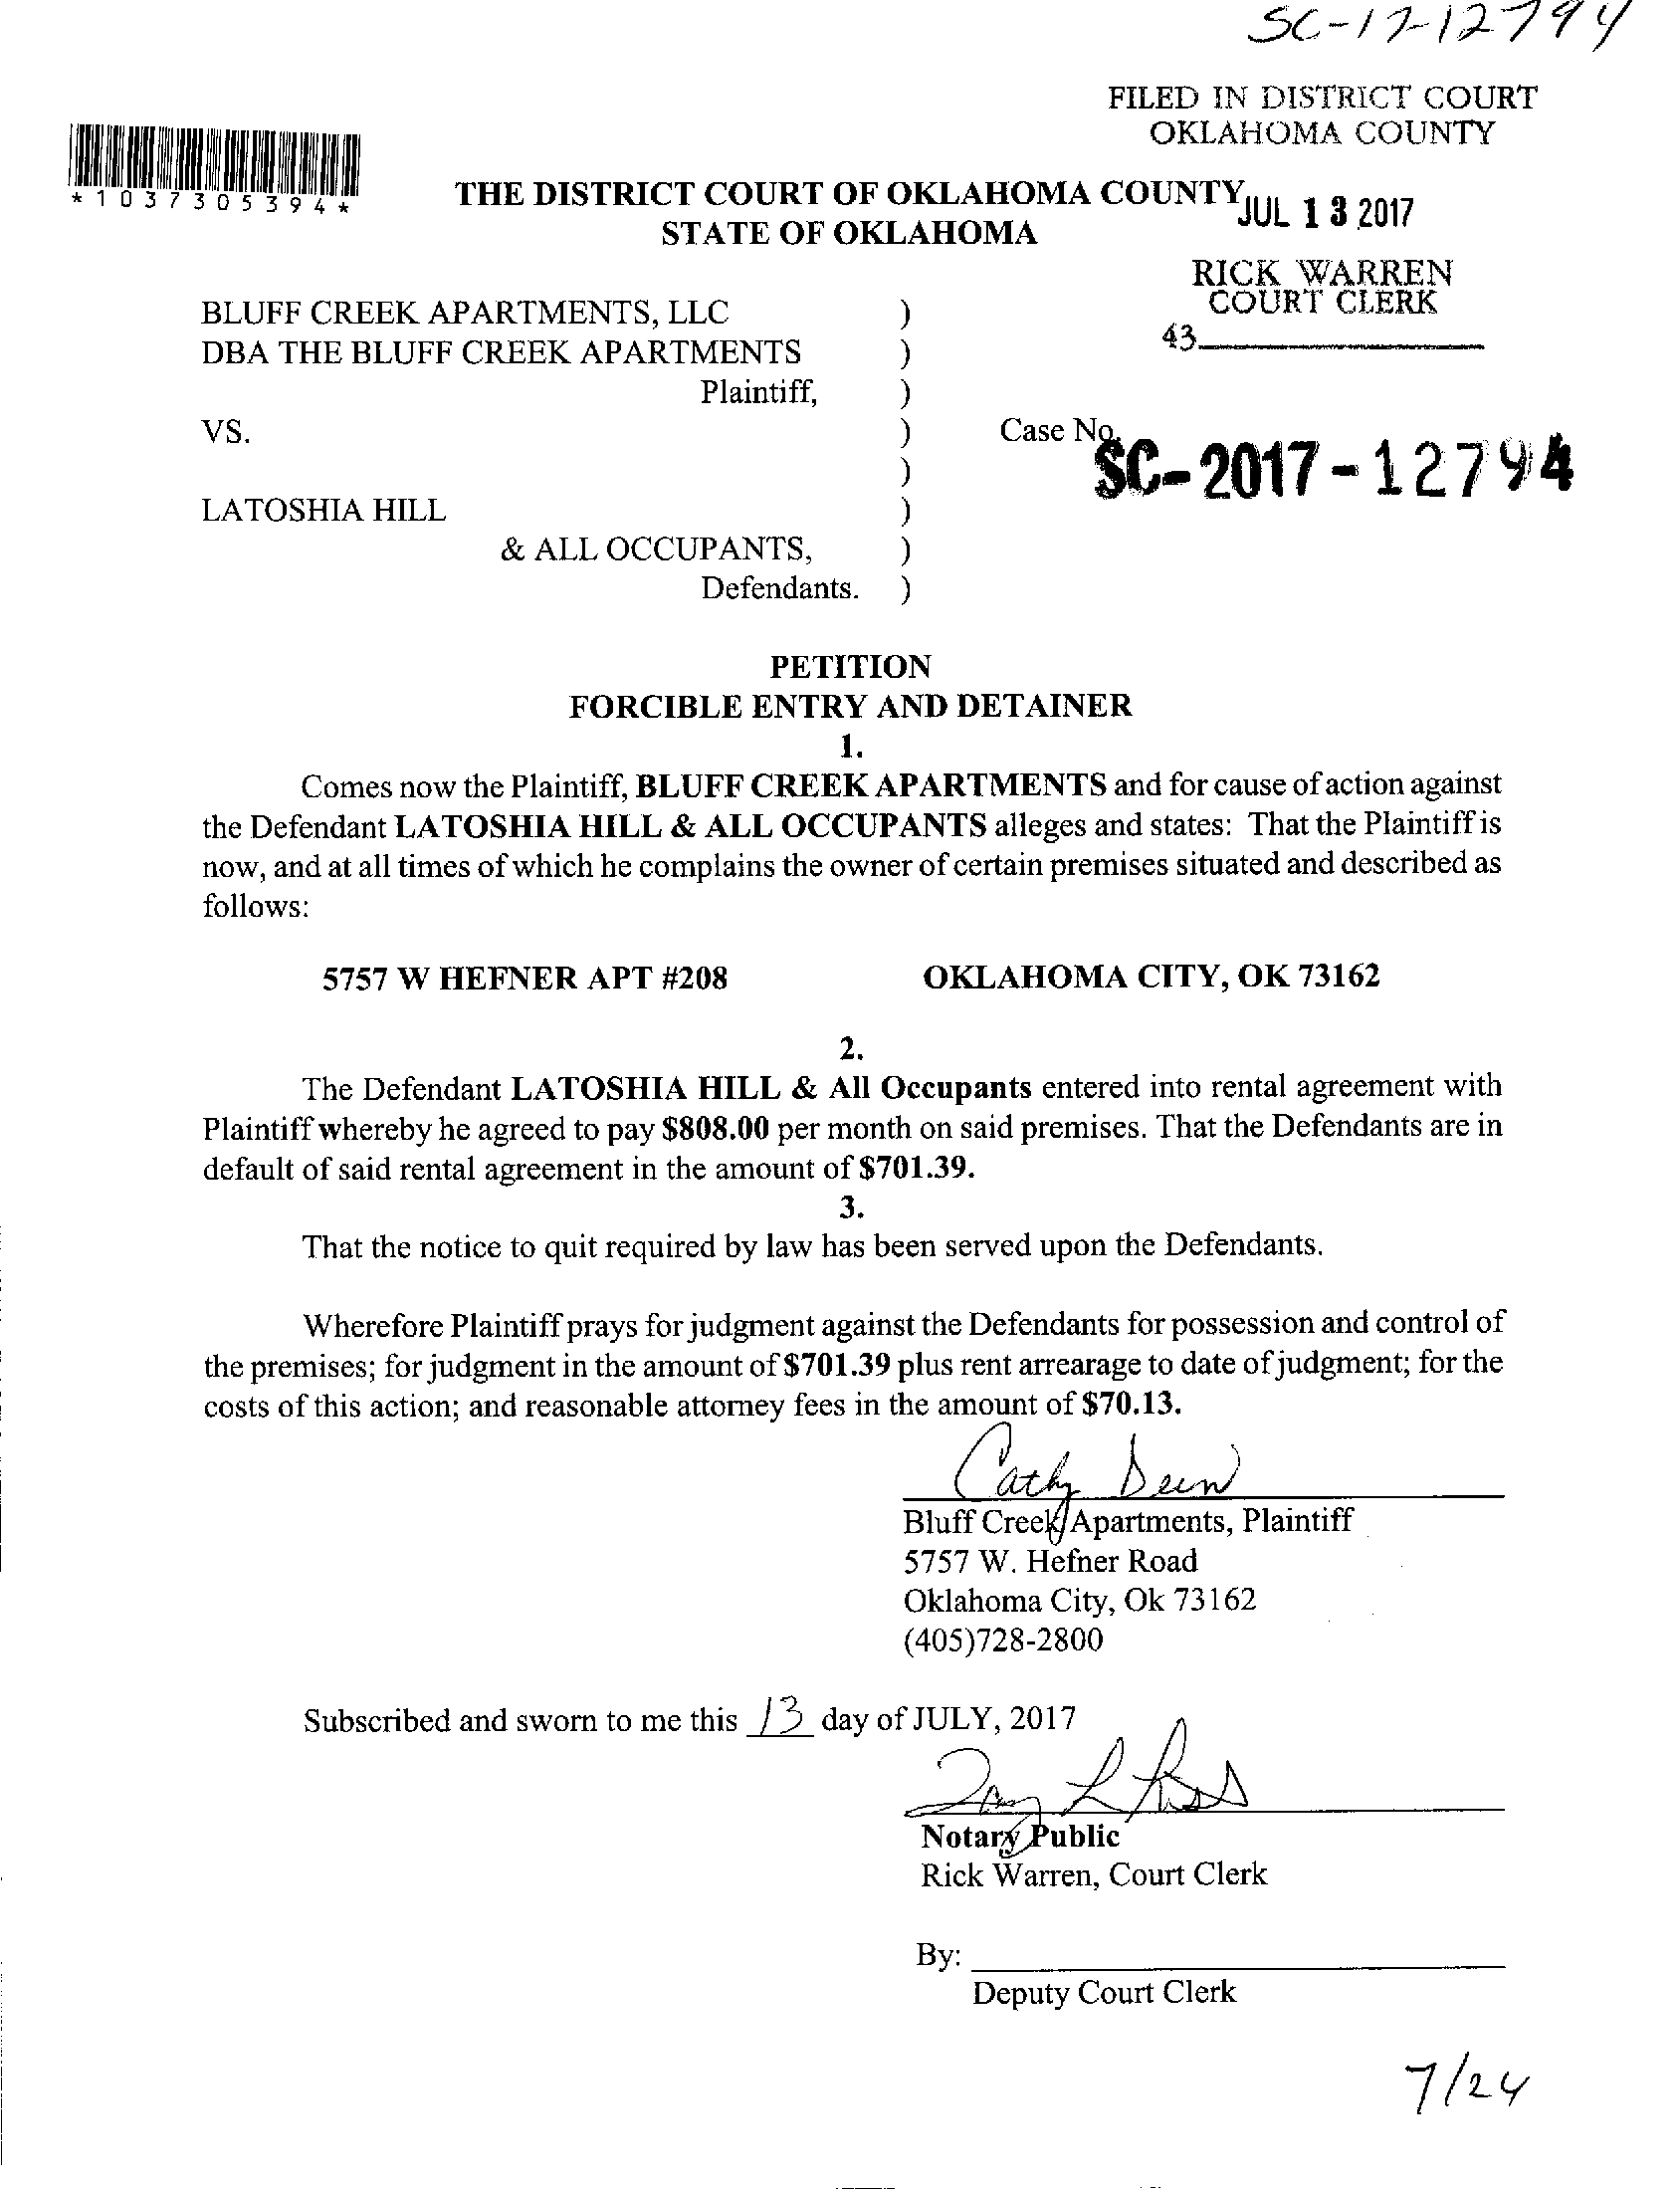 SC-17-12794
FILED IN DISTRICT COURT
OKLAHOMA COUNTY
*1037305394*
THE DISTRICT COURT OF OKLAHOMA COUNTY
STATE OF OKLAHOMA
JUL 13 2017
RICK WARREN
COURT CLERK
43
BLUFF CREEK APARTMENTS, LLC )
DBA THE BLUFF CREEK APARTMENTS )
Plaintiff, )
VS. ) Case No.
) SC-2017-12794
LATOSHIA HILL )
& ALL OCCUPANTS, )
Defendants. )
PETITION
FORCIBLE ENTRY AND DETAINER
1.
Comes now the Plaintiff, BLUFF CREEK APARTMENTS and for cause of action against
the Defendant LATOSHIA HILL & ALL OCCUPANTS alleges and states: That the Plaintiff is
now, and at all times of which he complains the owner of certain premises situated and described as
follows:
5757 W HEFNER APT #208 OKLAHOMA CITY, OK 73162
2.
The Defendant LATOSHIA HILL & All Occupants entered into rental agreement with
Plaintiff whereby he agreed to pay $808.00 per month on said premises. That the Defendants are in
default of said rental agreement in the amount of $701.39.
3.
That the notice to quit required by law has been served upon the Defendants.
Wherefore Plaintiff prays for judgment against the Defendants for possession and control of
the premises; for judgment in the amount of $701.39 plus rent arrearage to date of judgment; for the
costs of this action; and reasonable attorney fees in the amount of $70.13.
Cathy Deen
Bluff Creek Apartments, Plaintiff
5757 W. Hefner Road
Oklahoma City, Ok 73162
(405)728-2800
Subscribed and sworn to me this 13 day of JULY, 2017
Notary Public
Rick Warren, Court Clerk
By:
Deputy Court Clerk
7/24